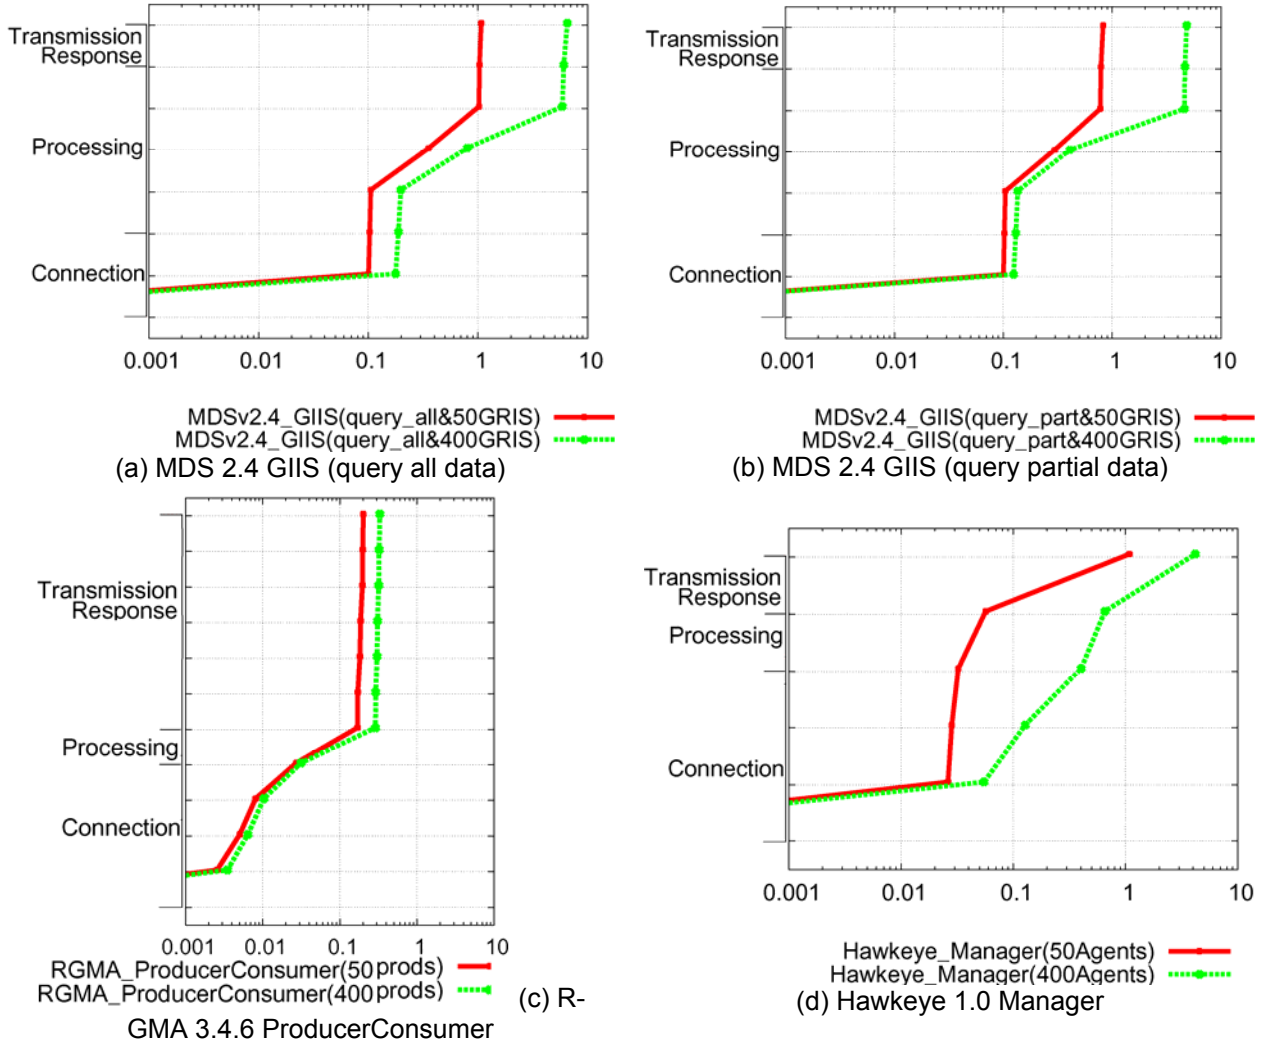 Transmission
Response
Processing
Connection
0.001 0.01 0.1 1 10
MDSv2.4_GIIS(query_all&50GRIS)
MDSv2.4_GIIS(query_all&400GRIS)
(a) MDS 2.4 GIIS (query all data)
Transmission
Response
Processing
Connection
0.001 0.01 0.1 1 10
MDSv2.4_GIIS(query_part&50GRIS)
MDSv2.4_GIIS(query_part&400GRIS)
(b) MDS 2.4 GIIS (query partial data)
Transmission
Response
Processing
Connection
0.001 0.01 0.1 1 10
RGMA_ProducerConsumer(50prods)
RGMA_ProducerConsumer(400prods)
(c) R-
GMA 3.4.6 ProducerConsumer
Transmission
Response
Processing
Connection
0.001 0.01 0.1 1 10
Hawkeye_Manager(50Agents)
Hawkeye_Manager(400Agents)
(d) Hawkeye 1.0 Manager